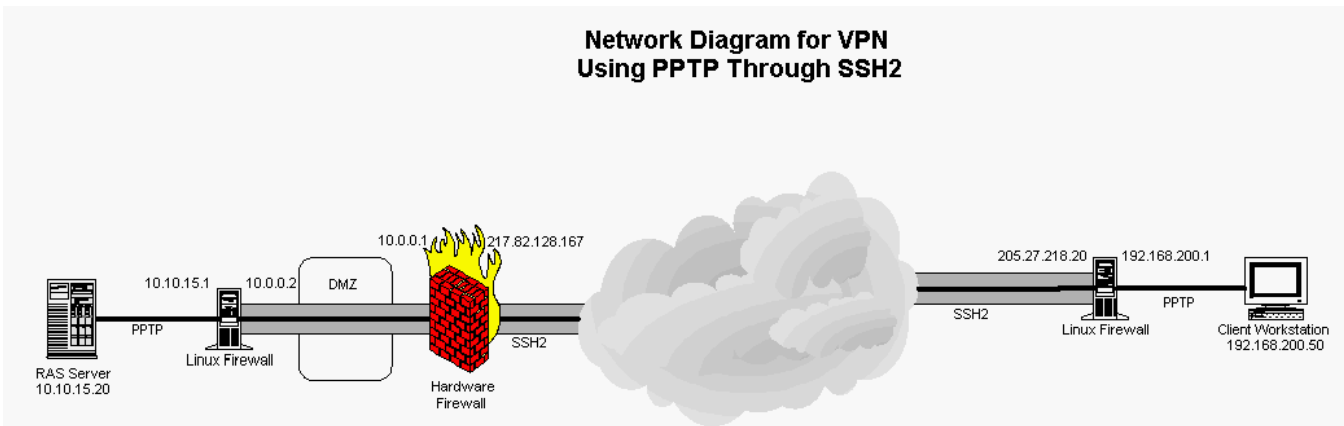 Network Diagram for VPN
Using PPTP Through SSH2
10.0.0.1
217.82.128.167
205.27.218.20
192.168.200.1
10.10.15.1
10.0.0.2
DMZ
PPTP
SSH2
SSH2
PPTP
Linux Firewall
Linux Firewall
Client Workstation
192.168.200.50
RAS Server
10.10.15.20
Hardware
Firewall